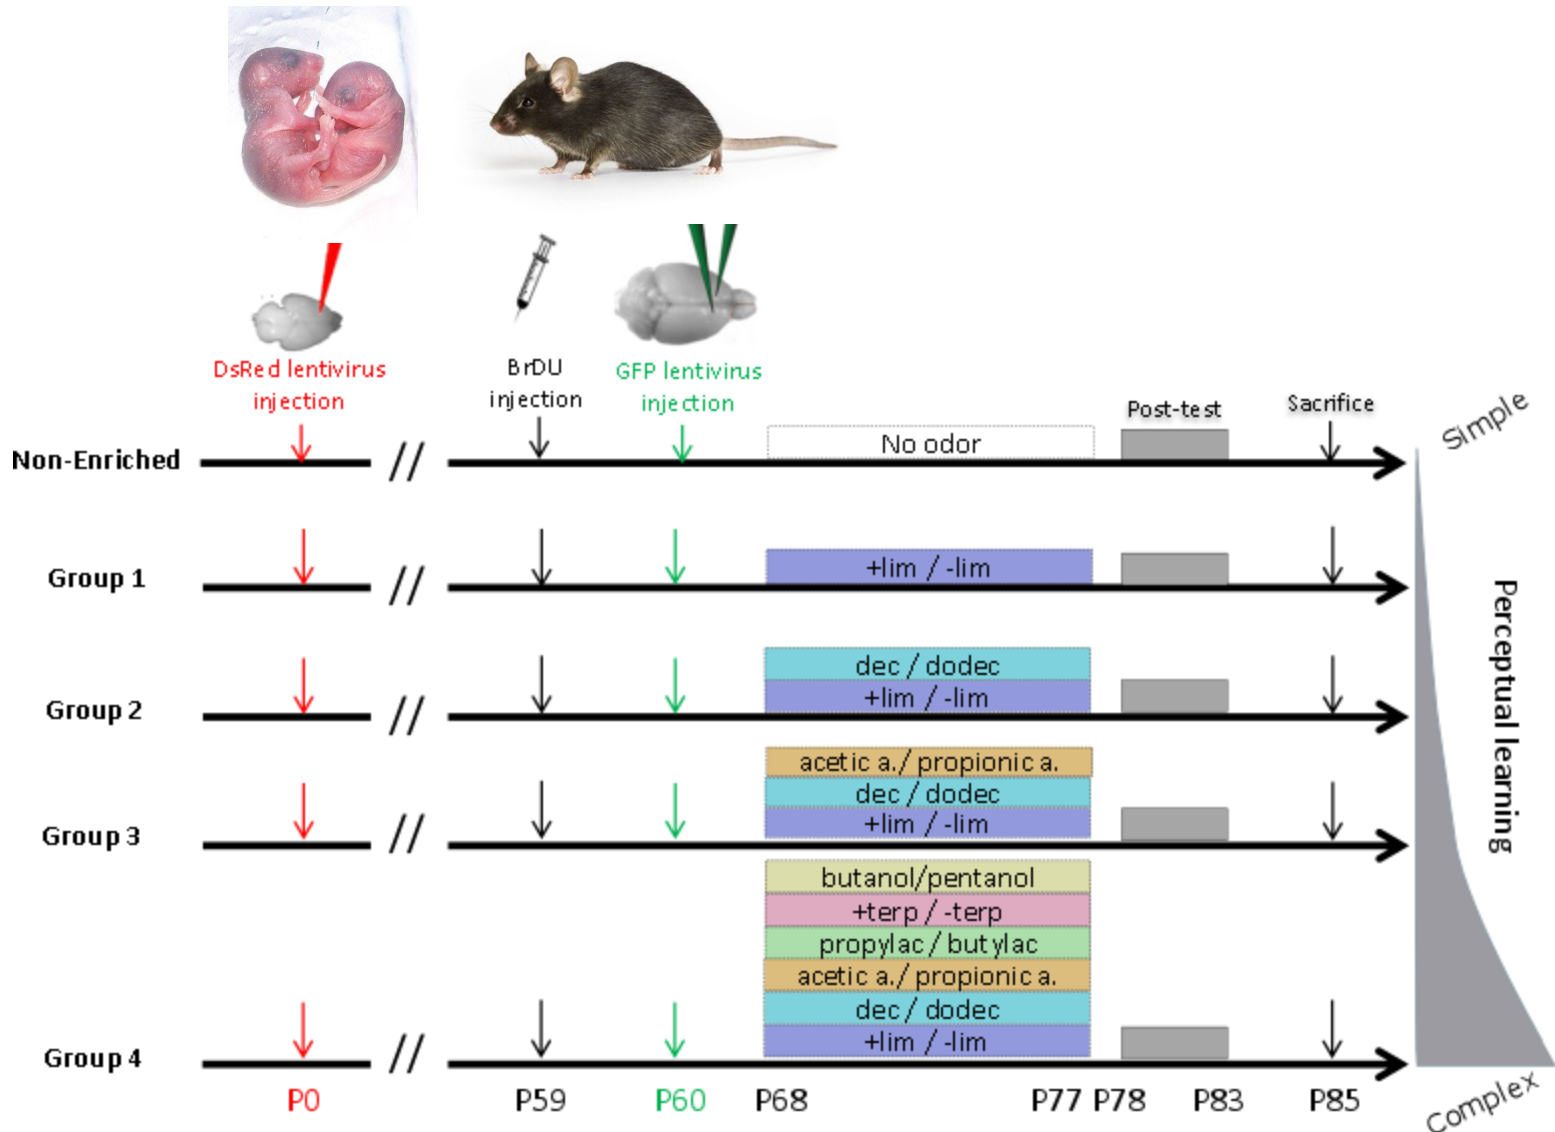 DsRed lentivirus
injection
BrDU
injection
GFP lentivirus
injection
Post-test
Sacrifice
Simple
Non-Enriched
No odor
Group 1
+lim / -lim
Group 2
dec / dodec
+lim / -lim
Perceptual learning
Group 3
acetic a./ propionic a.
dec / dodec
+lim / -lim
Group 4
butanol/pentanol
+terp / -terp
propylac / butylac
acetic a./ propionic a.
dec / dodec
+lim / -lim
P0 P59 P60 P68 P77 P78 P83 P85
Complex